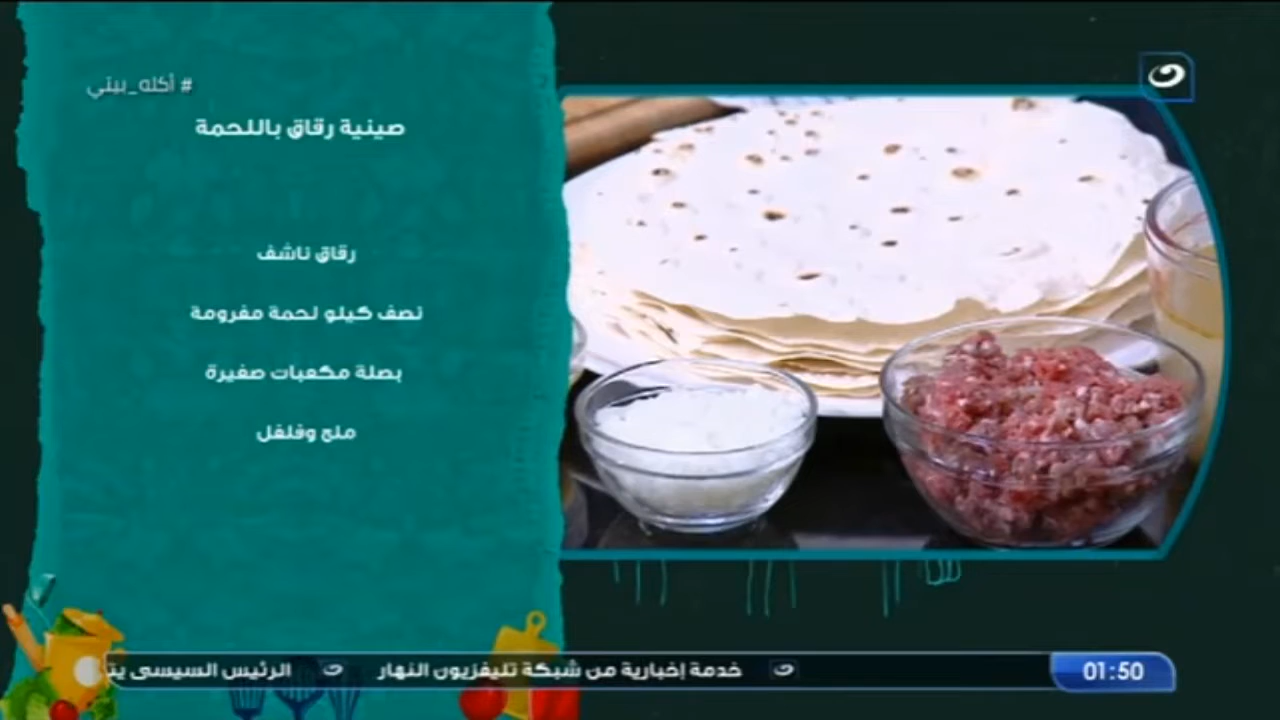 # أكله_بيتي
صينية رقاق باللحمة
رقاق ناشف
نصف كيلو لحمة مفرومة
بصلة مكعبات صغيرة
ملح وفلفل
خدمة إخبارية من شبكة تليفزيون النهار
الرئيس السيسى
01:50